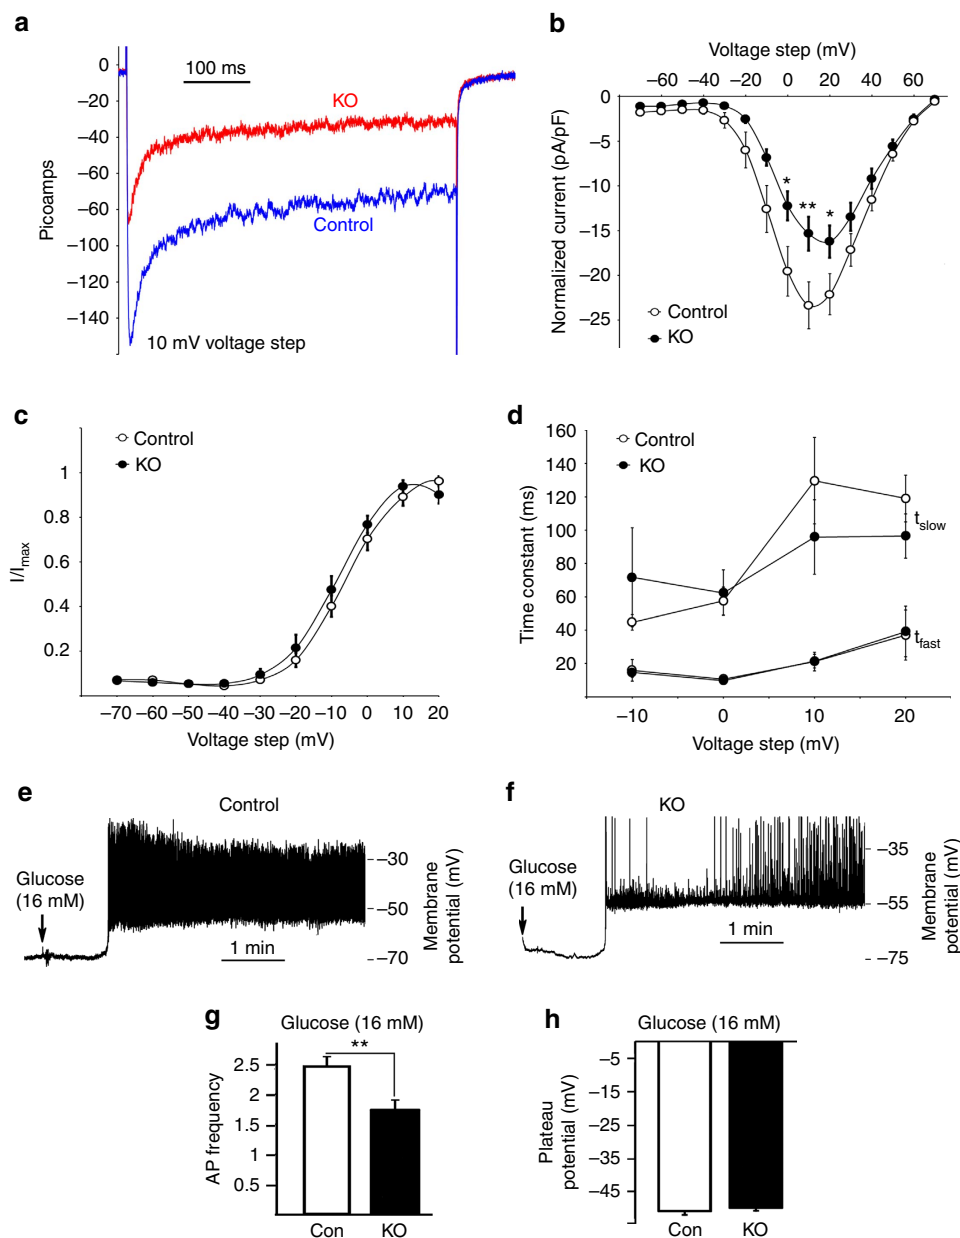 a
0
−20
−40
−60
−80
−100
−120
−140
Picoamps
100 ms
KO
Control
10 mV voltage step
b
Voltage step (mV)
−60 −40 −20 0 20 40 60
0
−5
−10
−15
−20
−25
Normalized current (pA/pF)
* ** *
Control
KO
c
Control
KO
1
0.8
0.6
0.4
0.2
I/Imax
−70 −60 −50 −40 −30 −20 −10 0 10 20
Voltage step (mV)
d
160
140
120
100
80
60
40
20
Time constant (ms)
Control
KO
tslow
tfast
−10 0 10 20
Voltage step (mV)
e
Control
Glucose
(16 mM)
1 min
−30
−50
−70
Membrane
potential (mV)
f
KO
Glucose
(16 mM)
1 min
−35
−55
−75
Membrane
potential (mV)
g
Glucose (16 mM)
**
2.5
2
1.5
1
0.5
AP frequency
Con KO
h
Glucose (16 mM)
−5
−15
−25
−35
−45
Plateau
potential (mV)
Con KO